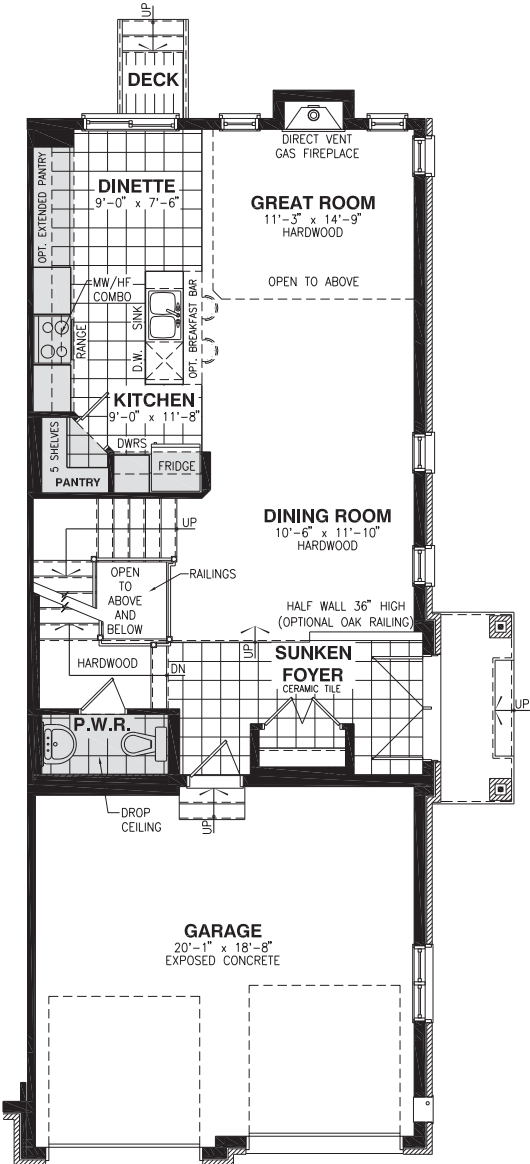 UP
DECK
DIRECT VENT
GAS FIREPLACE
OPT. EXTENDED PANTRY
DINETTE
9'-0" x 7'-6"
GREAT ROOM
11'-3" x 14'-9"
HARDWOOD
OPEN TO ABOVE
MW/HF
COMBO
RANGE
SINK
D.W.
OPT. BREAKFAST BAR
KITCHEN
9'-0" x 11'-8"
5 SHELVES
PANTRY
DWRS
FRIDGE
DINING ROOM
10'-6" x 11'-10"
HARDWOOD
UP
OPEN
TO
ABOVE
AND
BELOW
RAILINGS
HALF WALL 36" HIGH
(OPTIONAL OAK RAILING)
UP
HARDWOOD
DN
SUNKEN
FOYER
CERAMIC TILE
UP
P.W.R.
DROP
CEILING
UP
GARAGE
20'-1" x 18'-8"
EXPOSED CONCRETE